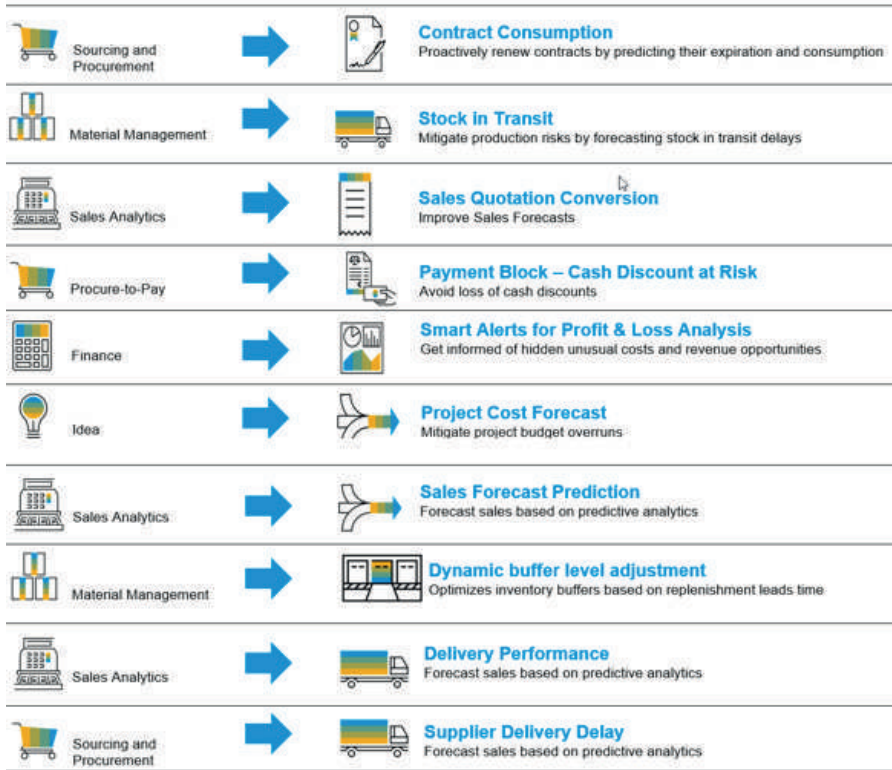 Sourcing and
Procurement
Contract Consumption
Proactively renew contracts by predicting their expiration and consumption
Material Management
Stock in Transit
Mitigate production risks by forecasting stock in transit delays
Sales Analytics
Sales Quotation Conversion
Improve Sales Forecasts
Procure-to-Pay
Payment Block – Cash Discount at Risk
Avoid loss of cash discounts
Finance
Smart Alerts for Profit & Loss Analysis
Get informed of hidden unusual costs and revenue opportunities
Idea
Project Cost Forecast
Mitigate project budget overruns
Sales Analytics
Sales Forecast Prediction
Forecast sales based on predictive analytics
Material Management
Dynamic buffer level adjustment
Optimizes inventory buffers based on replenishment leads time
Sales Analytics
Delivery Performance
Forecast sales based on predictive analytics
Sourcing and
Procurement
Supplier Delivery Delay
Forecast sales based on predictive analytics